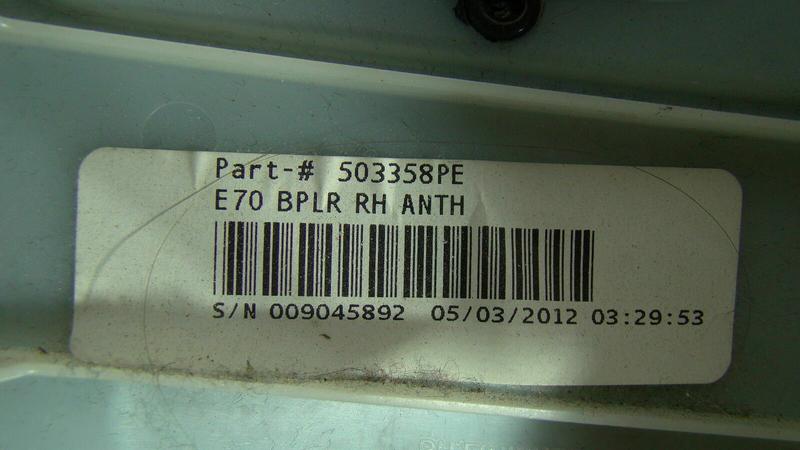 Part-# 503358PE
E70 BPLR RH ANTH
S/N 009045892 05/03/2012 03:29:53